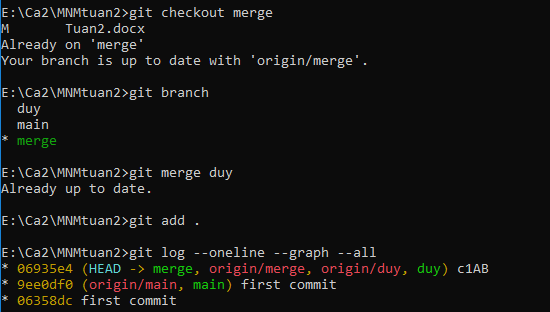 E:\Ca2\MNMtuan2>git checkout merge
M       Tuan2.docx
Already on 'merge'
Your branch is up to date with 'origin/merge'.
E:\Ca2\MNMtuan2>git branch
  duy
  main
* merge
E:\Ca2\MNMtuan2>git merge duy
Already up to date.
E:\Ca2\MNMtuan2>git add .
E:\Ca2\MNMtuan2>git log --oneline --graph --all
* 06935e4 (HEAD -> merge, origin/merge, origin/duy, duy) c1AB
* 9ee0df0 (origin/main, main) first commit
* 06358dc first commit